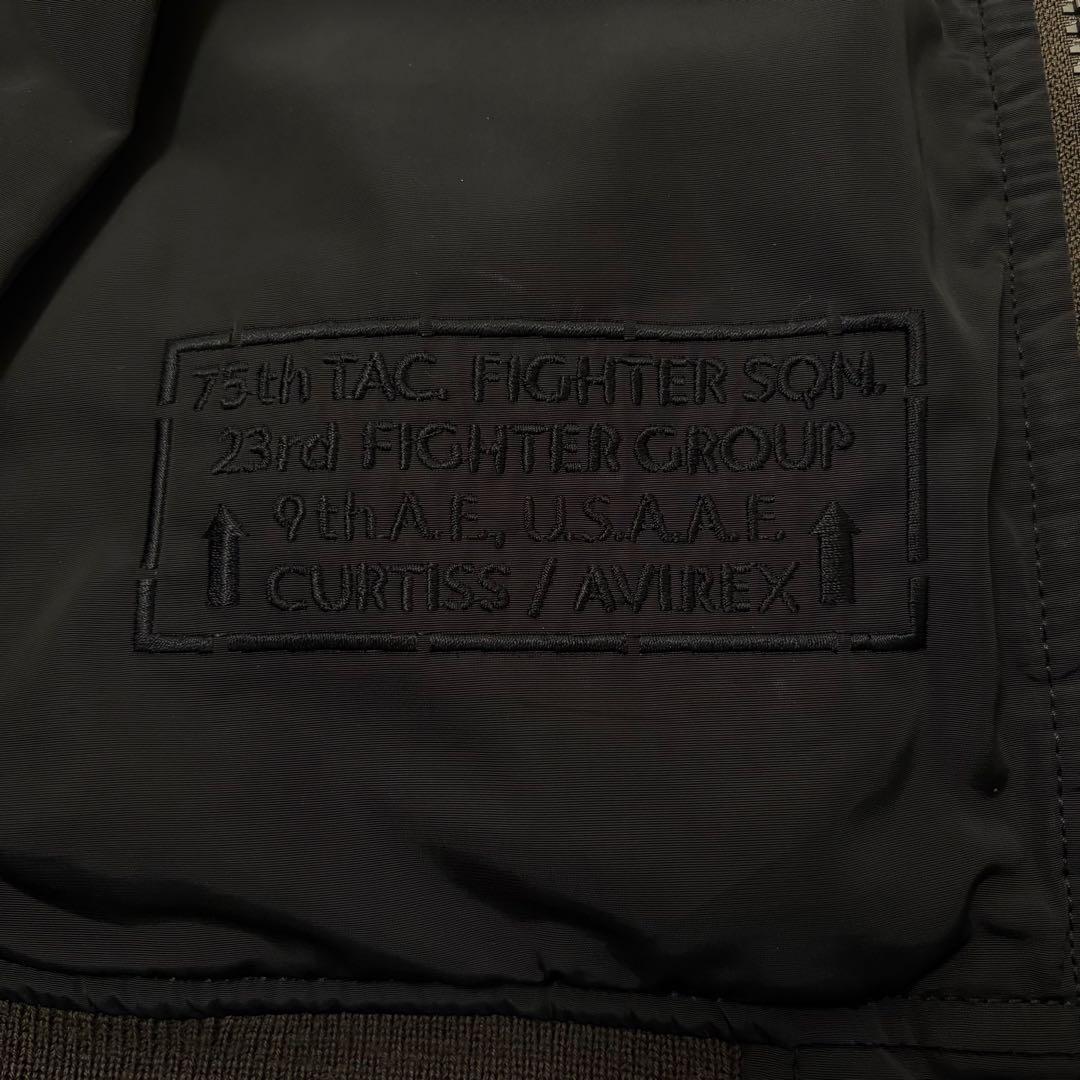 75th TAC. FIGHTER SQN.
23rd FIGHTER GROUP
9th.A.F., U.S.A.A.F.
CURTISS / AVIREX